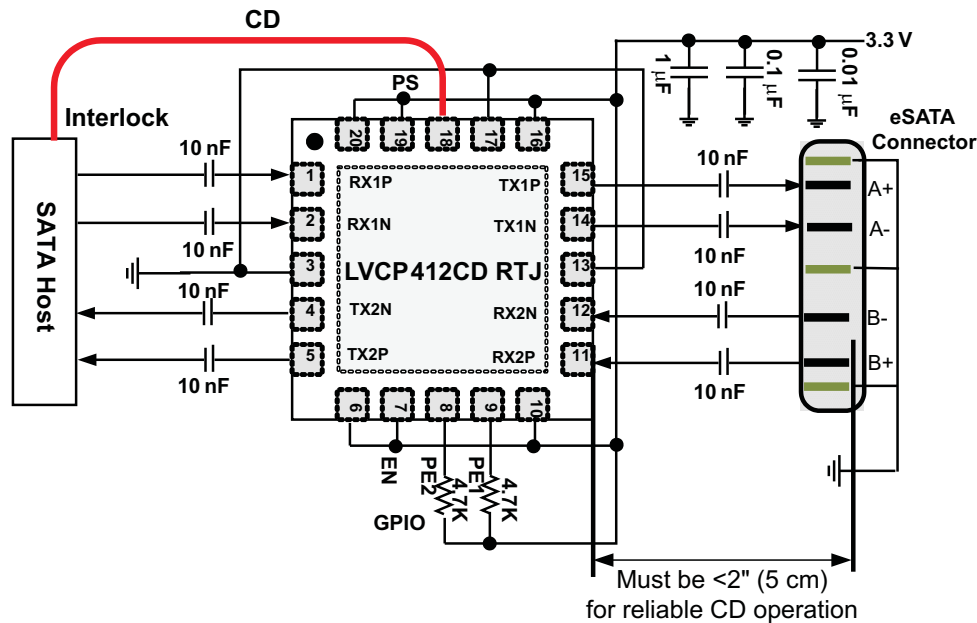 CD
3.3 V
1 µF
0.1 µF
0.01 µF
PS
Interlock
eSATA
Connector
20
19
18
17
16
10 nF
10 nF
1
RX1P
TX1P
15
A+
2
RX1N
TX1N
14
A-
10 nF
10 nF
SATA Host
3
LVCP412CD RTJ
13
10 nF
10 nF
4
TX2N
RX2N
12
B-
5
TX2P
RX2P
11
B+
10 nF
10 nF
6
7
8
9
10
EN
PE2
PE1
4.7K
4.7K
GPIO
Must be <2" (5 cm)
for reliable CD operation